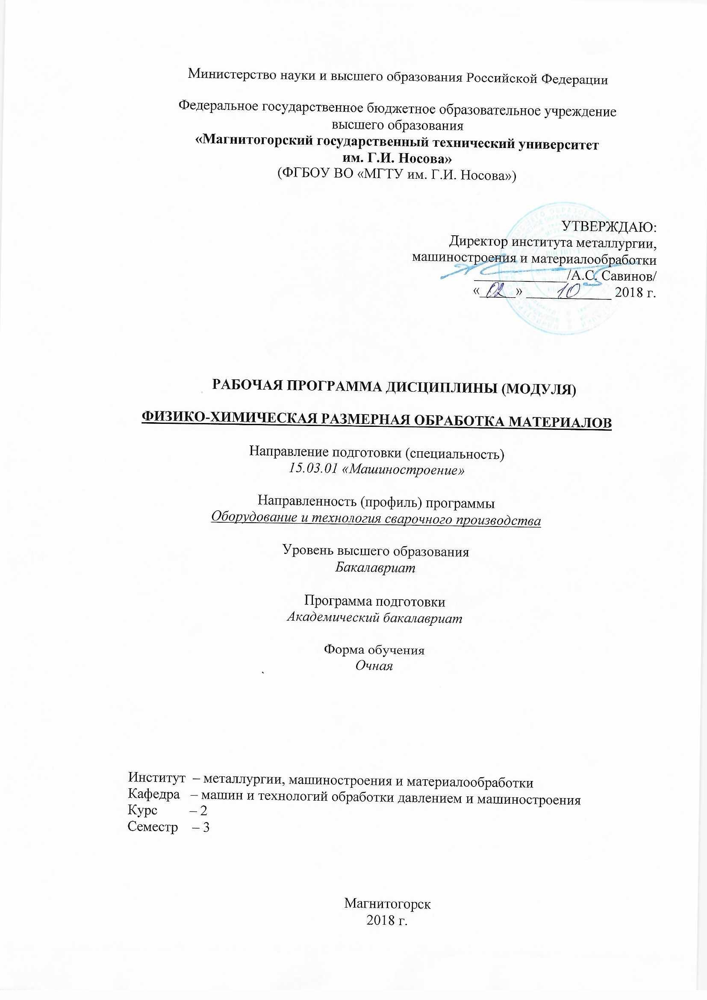 Министерство науки и высшего образования Российской Федерации
Федеральное государственное бюджетное образовательное учреждение
высшего образования
«Магнитогорский государственный технический университет
им. Г.И. Носова»
(ФГБОУ ВО «МГТУ им. Г.И. Носова»)
УТВЕРЖДАЮ:
Директор института металлургии,
машиностроения и материалообработки
/А.С. Савинов/
«02» 10 2018 г.
РАБОЧАЯ ПРОГРАММА ДИСЦИПЛИНЫ (МОДУЛЯ)
ФИЗИКО-ХИМИЧЕСКАЯ РАЗМЕРНАЯ ОБРАБОТКА МАТЕРИАЛОВ
Направление подготовки (специальность)
15.03.01 «Машиностроение»
Направленность (профиль) программы
Оборудование и технология сварочного производства
Уровень высшего образования
Бакалавриат
Программа подготовки
Академический бакалавриат
Форма обучения
Очная
Институт – металлургии, машиностроения и материалообработки
Кафедра – машин и технологий обработки давлением и машиностроения
Курс – 2
Семестр – 3
Магнитогорск
2018 г.